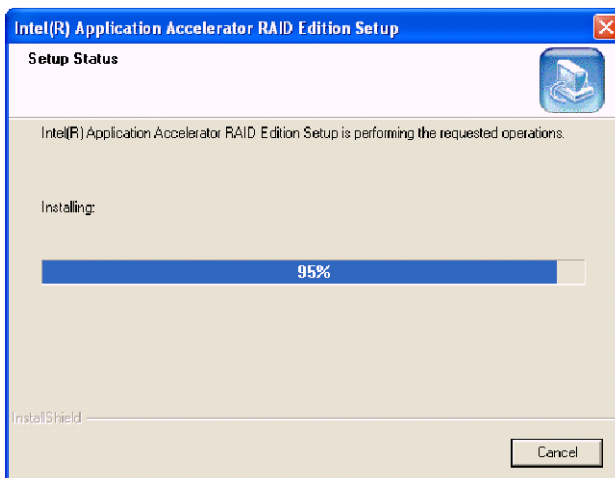 Intel(R) Application Accelerator RAID Edition Setup
Setup Status
Intel(R) Application Accelerator RAID Edition Setup is performing the requested operations.
Installing:
95%
InstallShield
Cancel